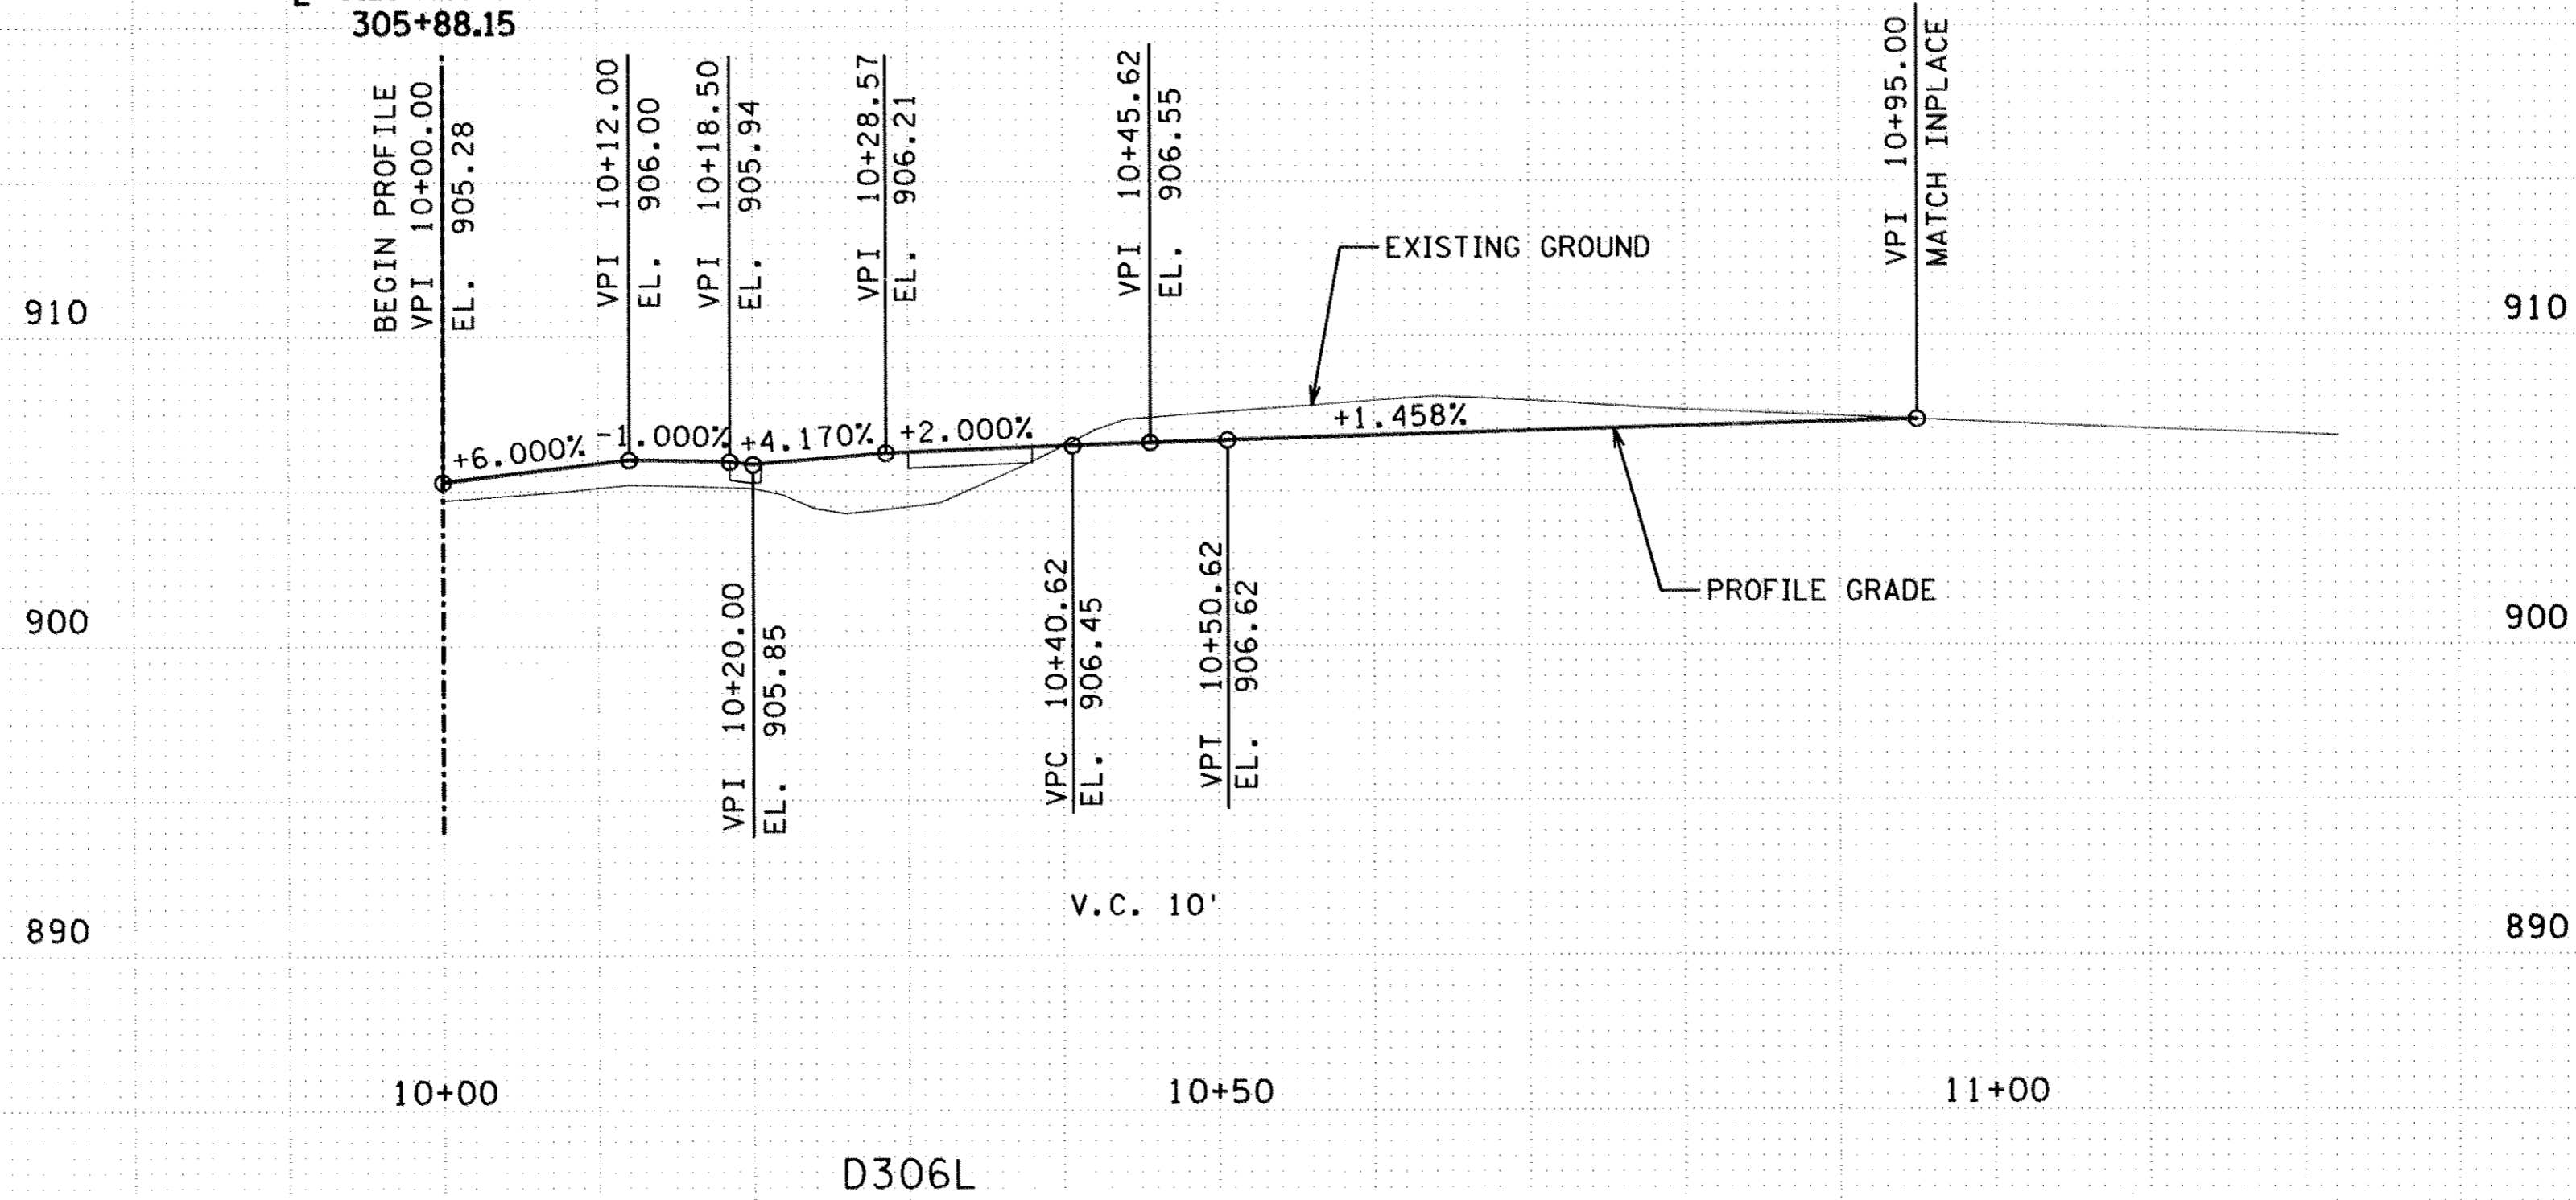 305+88.15
BEGIN PROFILE
VPI 10+00.00
EL. 905.28
VPI 10+12.00
EL. 906.00
VPI 10+18.50
EL. 905.94
VPI 10+28.57
EL. 906.21
VPI 10+45.62
EL. 906.55
VPI 10+95.00
MATCH INPLACE
EXISTING GROUND
910
910
+6.000%
-1.000%
+4.170%
+2.000%
+1.458%
PROFILE GRADE
900
900
VPI 10+20.00
EL. 905.85
VPC 10+40.62
EL. 906.45
VPT 10+50.62
EL. 906.62
V.C. 10'
890
890
10+00
10+50
11+00
D306L